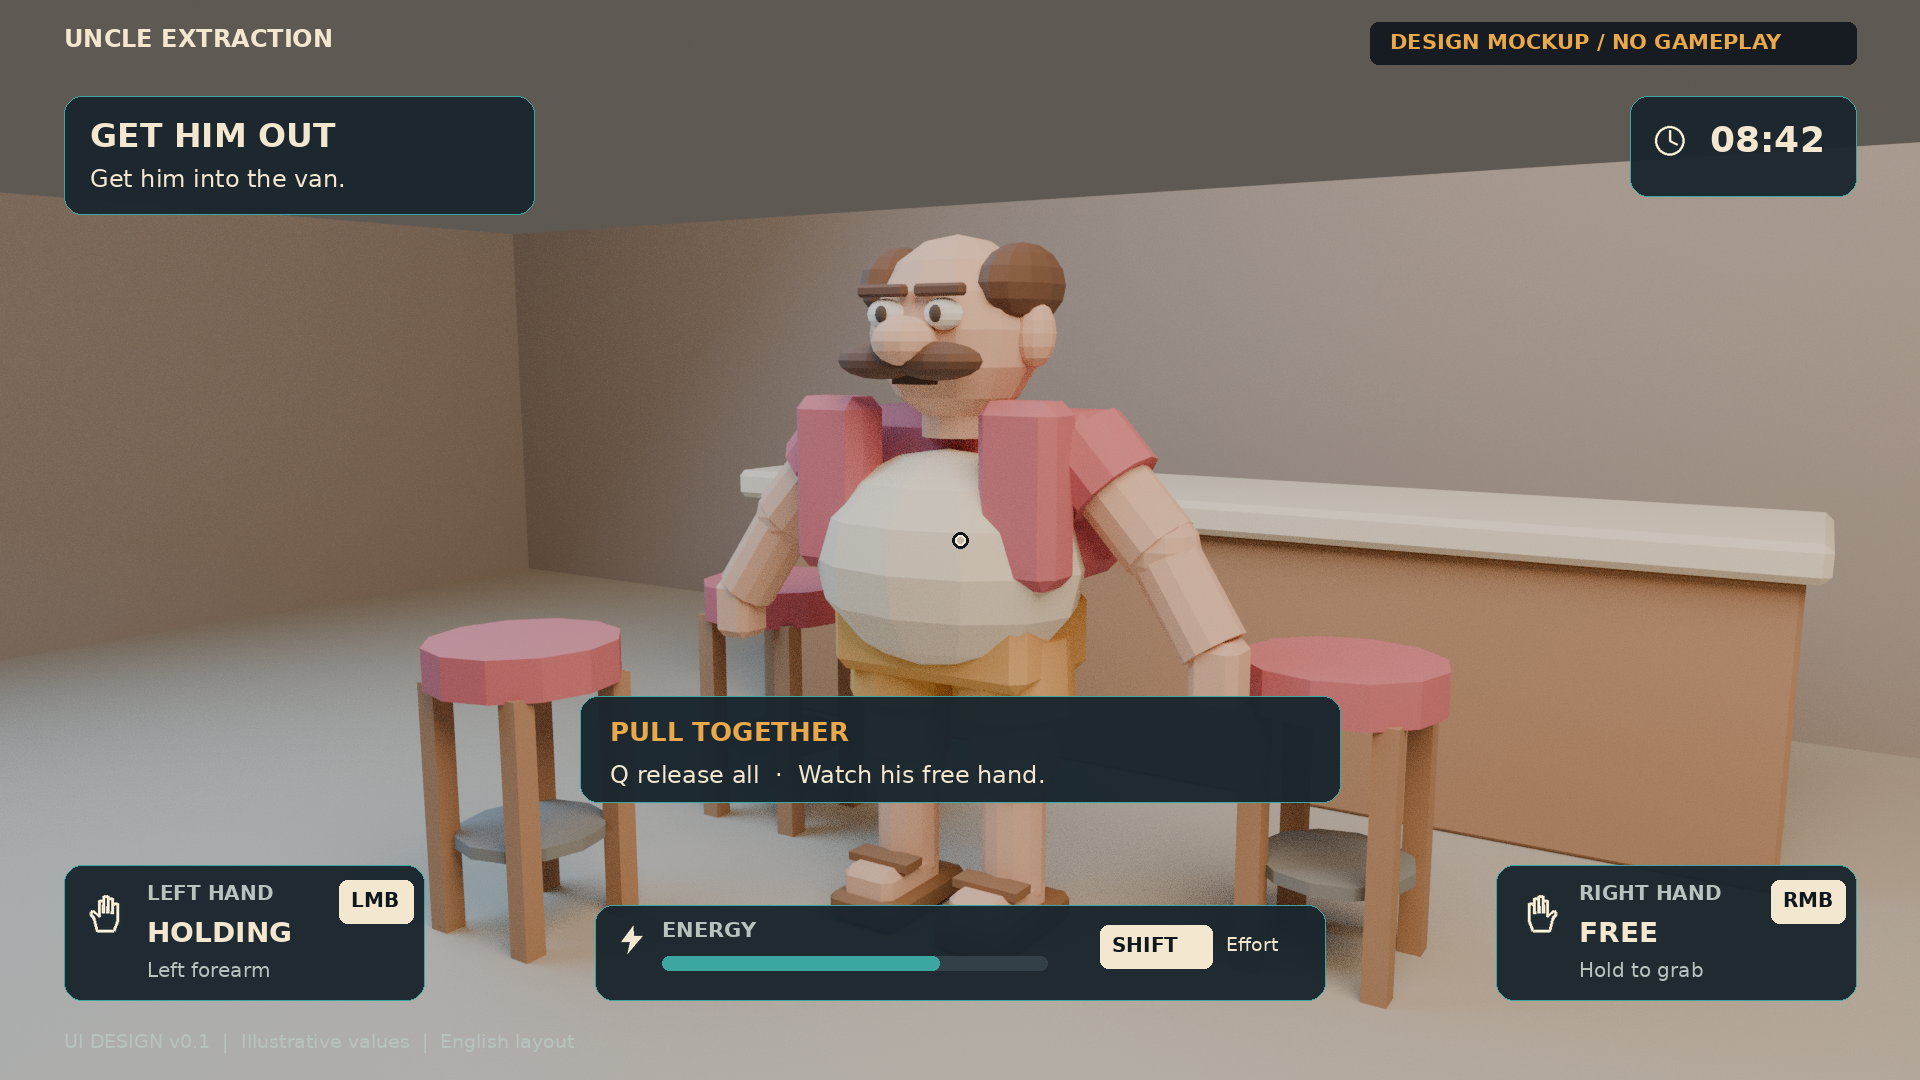 UNCLE EXTRACTION
DESIGN MOCKUP / NO GAMEPLAY
GET HIM OUT
Get him into the van.
08:42
PULL TOGETHER
Q release all · Watch his free hand.
LEFT HAND
LMB
HOLDING
Left forearm
ENERGY
SHIFT
Effort
RIGHT HAND
RMB
FREE
Hold to grab
UI DESIGN v0.1 | Illustrative values | English layout